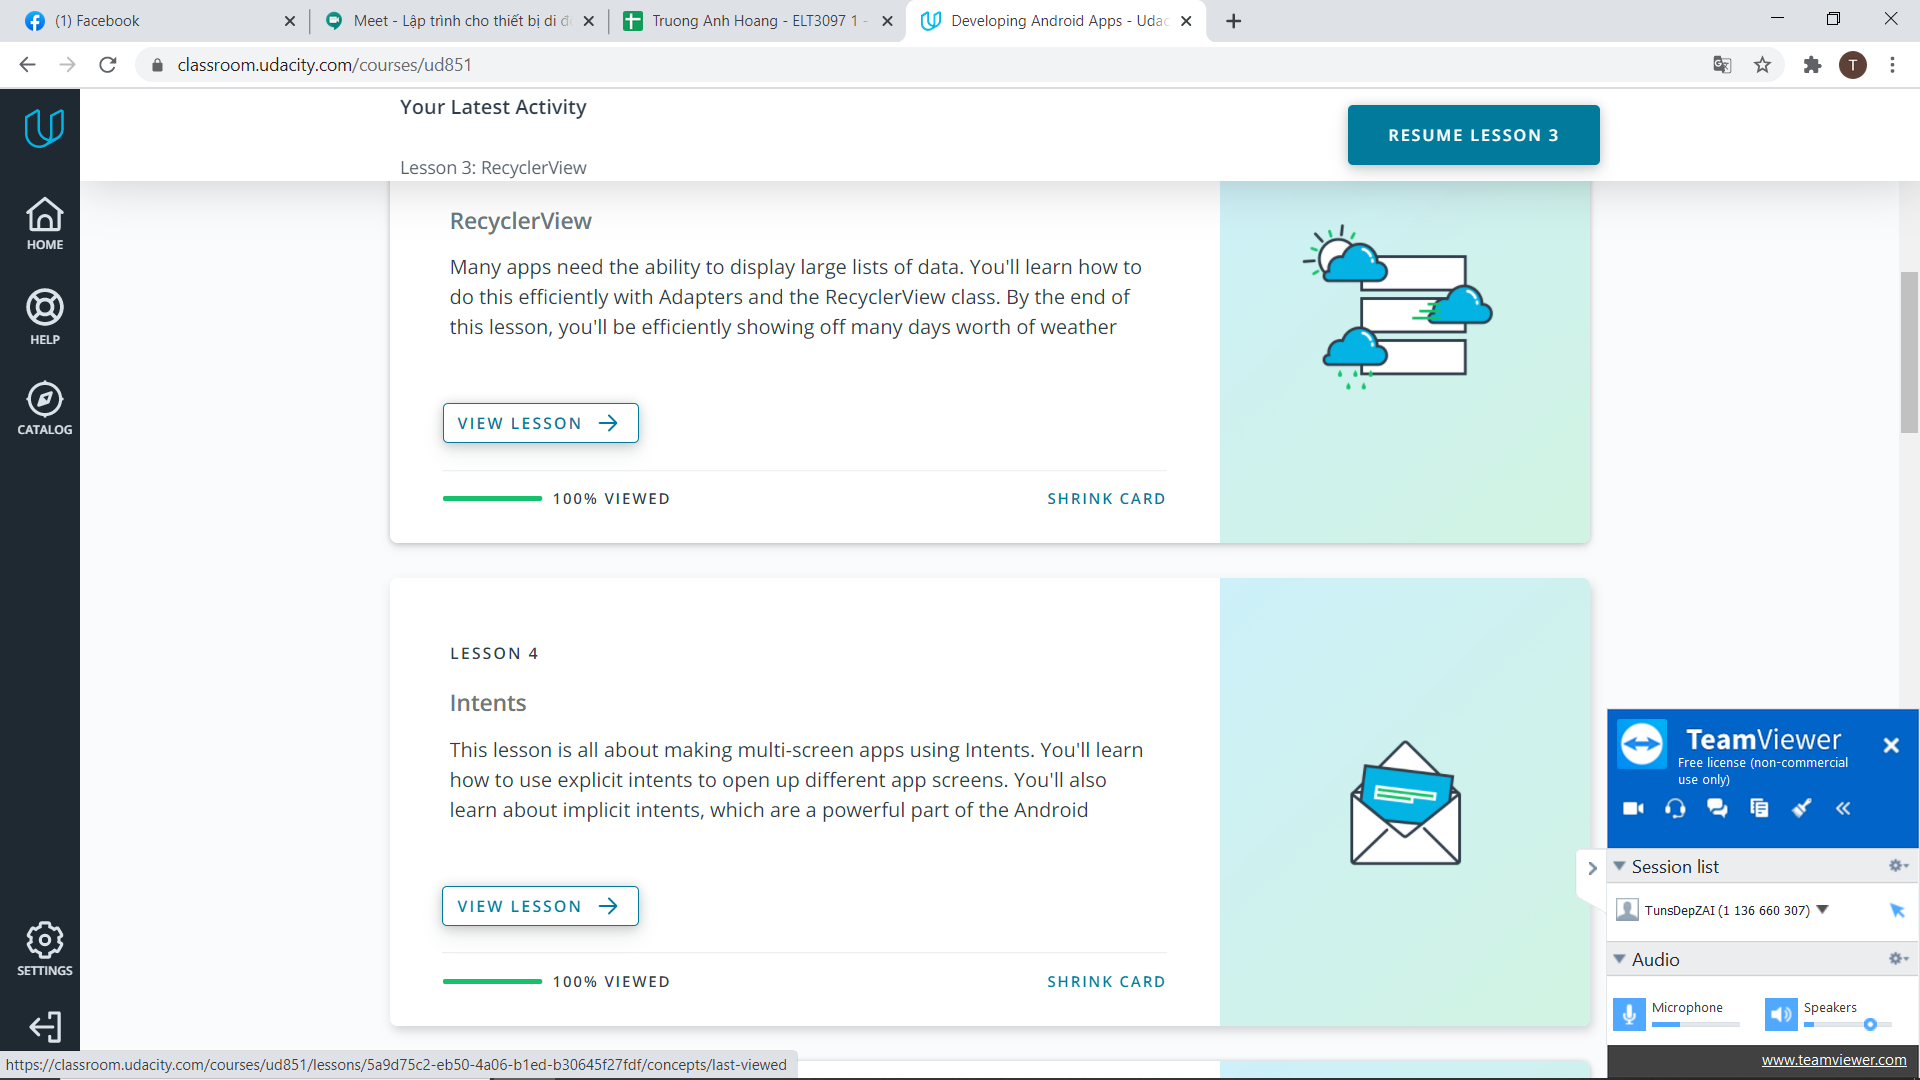 (1) Facebook
Meet - Lập trình cho thiết bị di đ
Truong Anh Hoang - ELT3097 1 -
Developing Android Apps - Udac
classroom.udacity.com/courses/ud851
T
Your Latest Activity
Lesson 3: RecyclerView
RESUME LESSON 3
HOME
HELP
CATALOG
SETTINGS
RecyclerView
Many apps need the ability to display large lists of data. You'll learn how to
do this efficiently with Adapters and the RecyclerView class. By the end of
this lesson, you'll be efficiently showing off many days worth of weather
VIEW LESSON
100% VIEWED
SHRINK CARD
LESSON 4
Intents
This lesson is all about making multi-screen apps using Intents. You'll learn
how to use explicit intents to open up different app screens. You'll also
learn about implicit intents, which are a powerful part of the Android
VIEW LESSON
100% VIEWED
SHRINK CARD
TeamViewer
Free license (non-commercial
use only)
Session list
TunsDepZAI (1 136 660 307)
Audio
Microphone
Speakers
www.teamviewer.com
https://classroom.udacity.com/courses/ud851/lessons/5a9d75c2-eb50-4a06-b1ed-b30645f27fdf/concepts/last-viewed